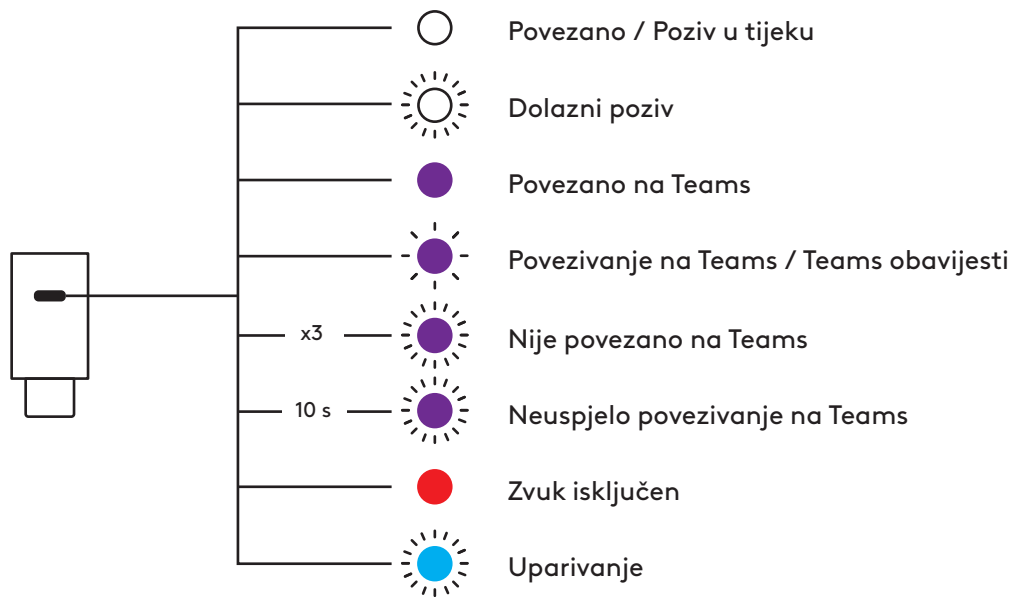 Povezano / Poziv u tijeku
Dolazni poziv
Povezano na Teams
Povezivanje na Teams / Teams obavijesti
x3
Nije povezano na Teams
10 s
Neuspjelo povezivanje na Teams
Zvuk isključen
Uparivanje